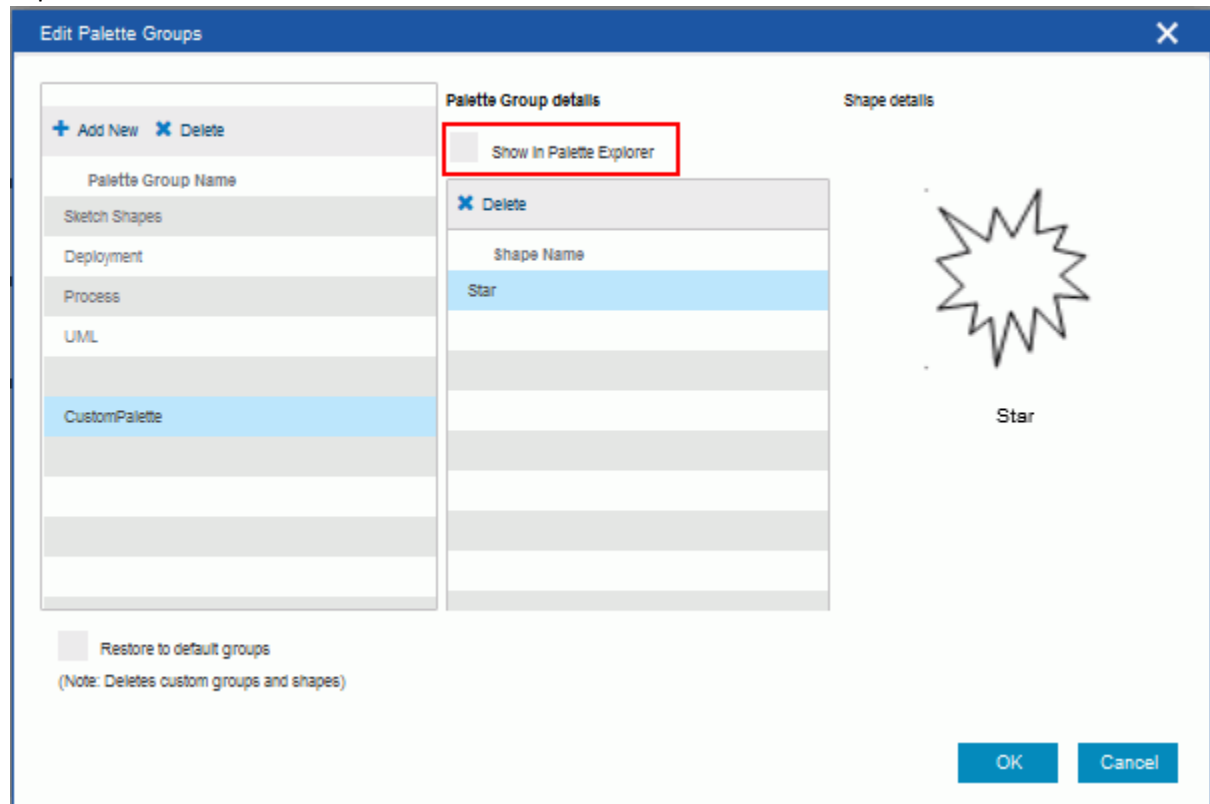 Edit Palette Groups
Add New Delete
Palette Group Name
Sketch Shapes
Deployment
Process
UML
CustomPalette
Palette Group details
Show in Palette Explorer
Delete
Shape Name
Star
Shape details
Star
Restore to default groups
(Note: Deletes custom groups and shapes)
OK Cancel